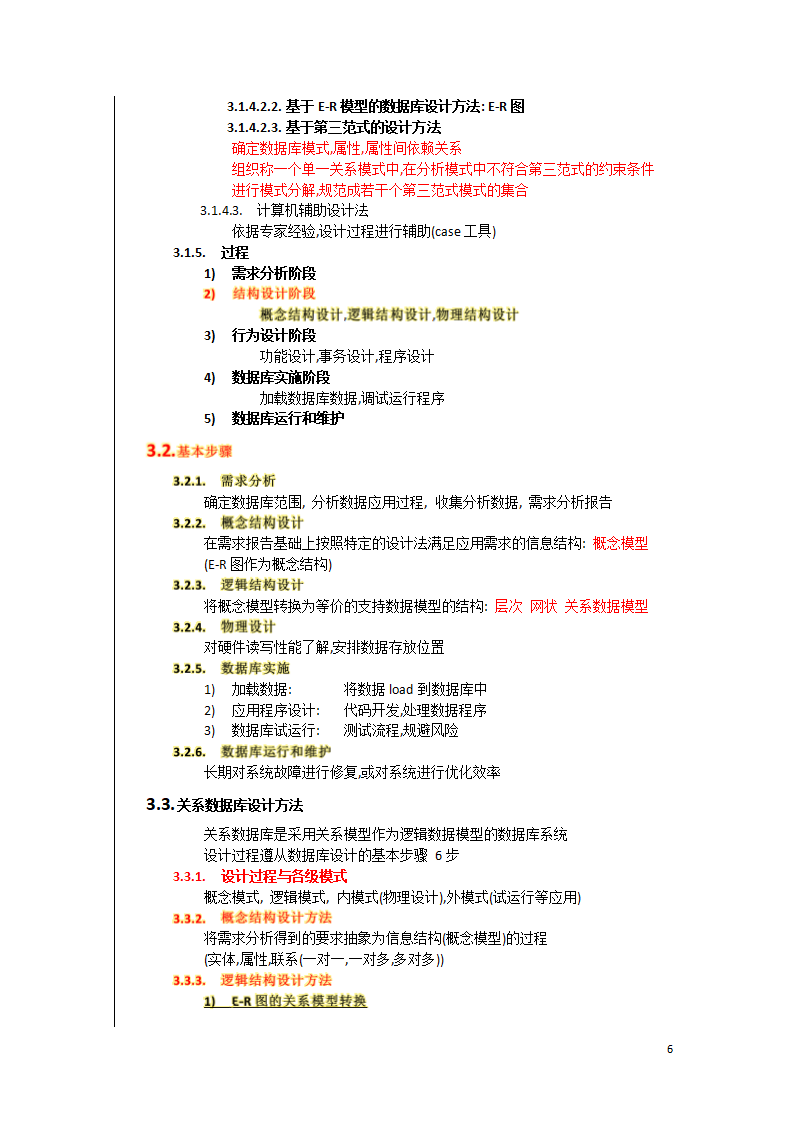 3.1.4.2.2. 基于 E-R 模型的数据库设计方法: E-R 图
3.1.4.2.3. 基于第三范式的设计方法
确定数据库模式,属性,属性间依赖关系
组织称一个单一关系模式中,在分析模式中不符合第三范式的约束条件
进行模式分解,规范成若干个第三范式模式的集合
3.1.4.3. 计算机辅助设计法
依据专家经验,设计过程进行辅助(case 工具)
3.1.5. 过程
1) 需求分析阶段
2) 结构设计阶段
概念结构设计,逻辑结构设计,物理结构设计
3) 行为设计阶段
功能设计,事务设计,程序设计
4) 数据库实施阶段
加载数据库数据,调试运行程序
5) 数据库运行和维护
3.2.基本步骤
3.2.1. 需求分析
确定数据库范围, 分析数据应用过程, 收集分析数据, 需求分析报告
3.2.2. 概念结构设计
在需求报告基础上按照特定的设计法满足应用需求的信息结构: 概念模型
(E-R 图作为概念结构)
3.2.3. 逻辑结构设计
将概念模型转换为等价的支持数据模型的结构: 层次 网状 关系数据模型
3.2.4. 物理设计
对硬件读写性能了解,安排数据存放位置
3.2.5. 数据库实施
1) 加载数据: 将数据 load 到数据库中
2) 应用程序设计: 代码开发,处理数据程序
3) 数据库试运行: 测试流程,规避风险
3.2.6. 数据库运行和维护
长期对系统故障进行修复,或对系统进行优化效率
3.3.关系数据库设计方法
关系数据库是采用关系模型作为逻辑数据模型的数据库系统
设计过程遵从数据库设计的基本步骤 6 步
3.3.1. 设计过程与各级模式
概念模式, 逻辑模式, 内模式(物理设计),外模式(试运行等应用)
3.3.2. 概念结构设计方法
将需求分析得到的要求抽象为信息结构(概念模型)的过程
(实体,属性,联系(一对一,一对多,多对多))
3.3.3. 逻辑结构设计方法
1) E-R 图的关系模型转换
6